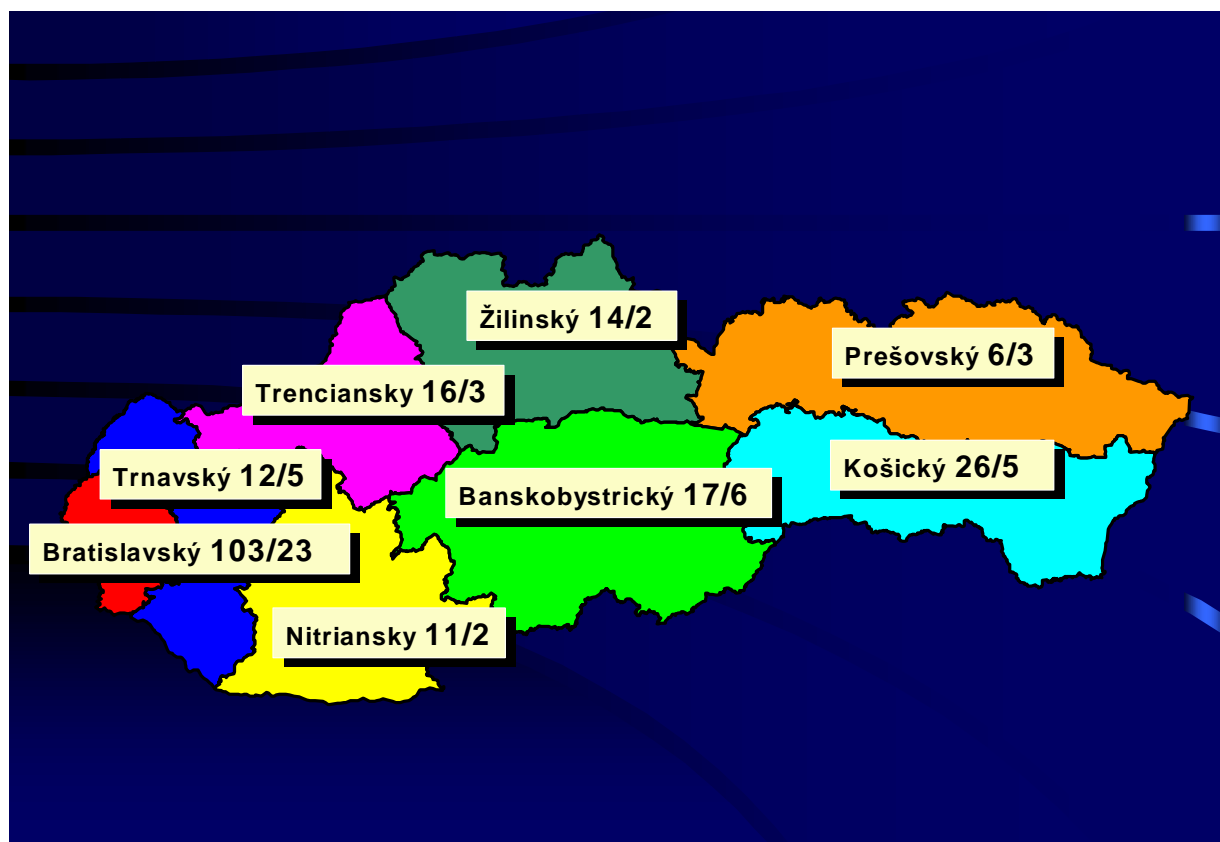 Žilinský 14/2
Prešovský 6/3
Trenciansky 16/3
Trnavský 12/5
Košický 26/5
Banskobystrický 17/6
Bratislavský 103/23
Nitriansky 11/2